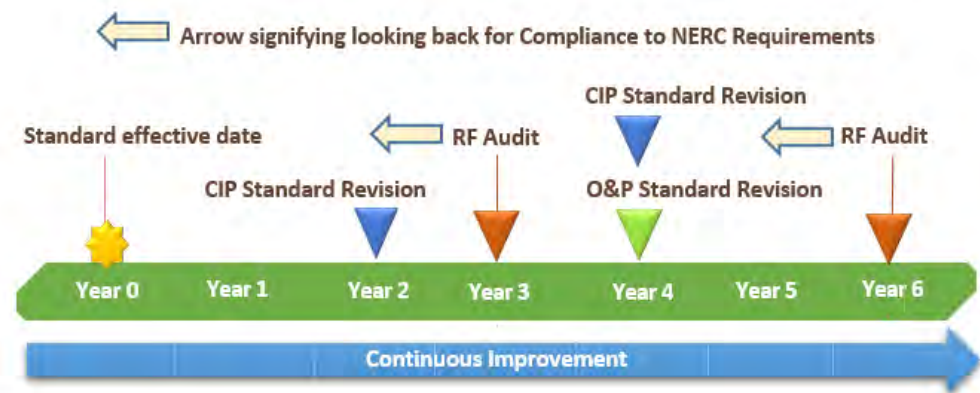 Arrow signifying looking back for Compliance to NERC Requirements
CIP Standard Revision
Standard effective date
RF Audit
RF Audit
CIP Standard Revision
O&P Standard Revision
Year 0
Year 1
Year 2
Year 3
Year 4
Year 5
Year 6
Continuous Improvement